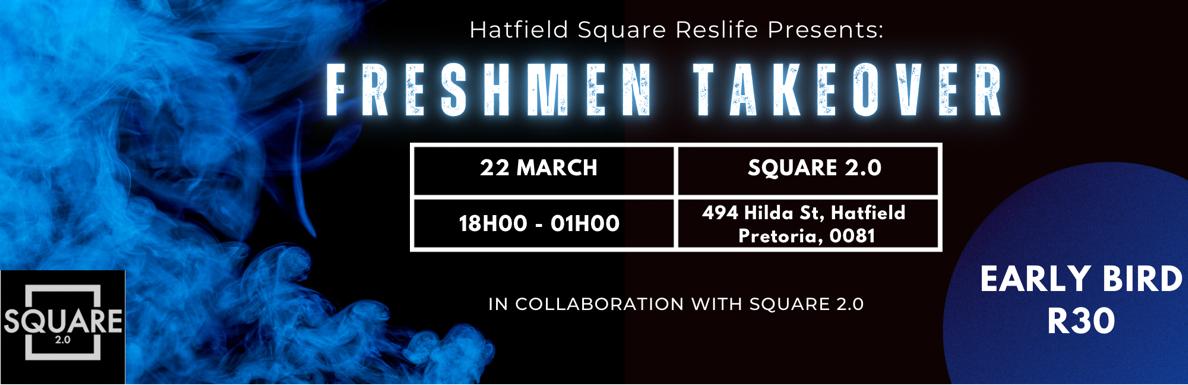 Hatfield Square Reslife Presents:
FRESHMEN TAKEOVER
22 MARCH
SQUARE 2.0
18H00 - 01H00
494 Hilda St, Hatfield
Pretoria, 0081
IN COLLABORATION WITH SQUARE 2.0
EARLY BIRD
R30
SQUARE
2.0